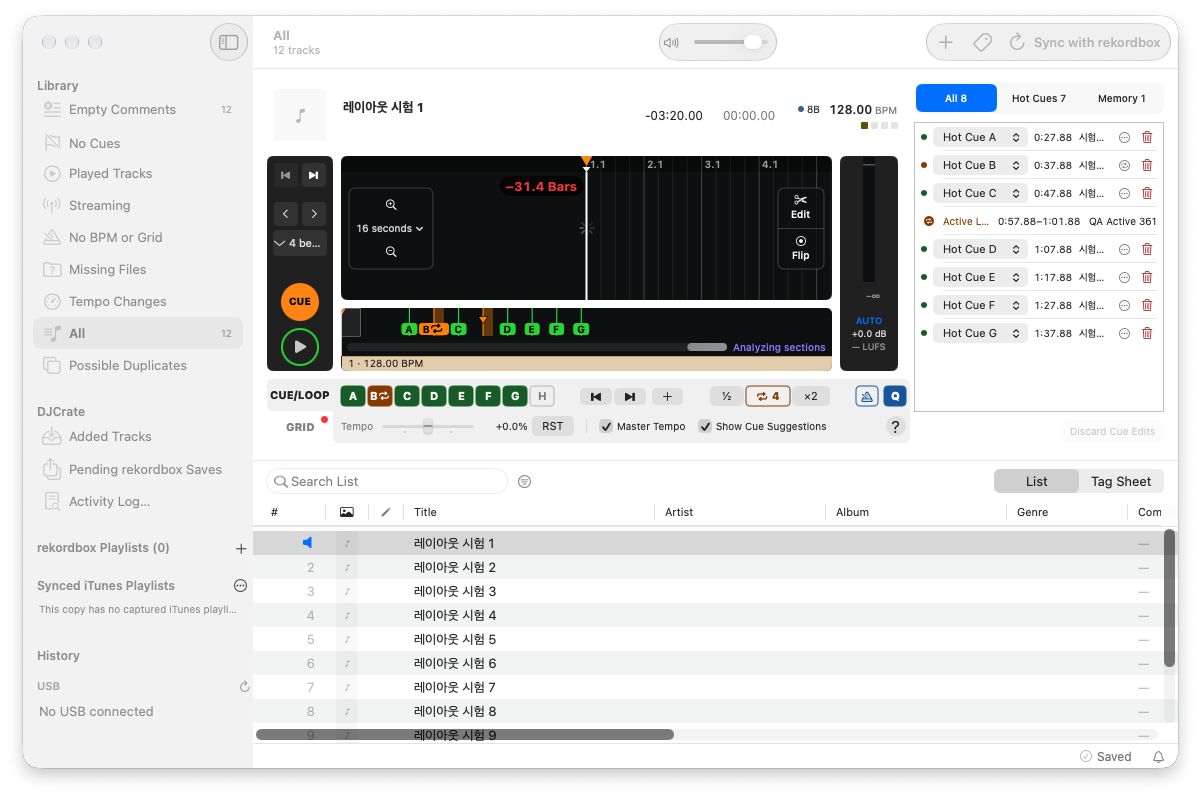 All
12 tracks
Sync with rekordbox
Library
Empty Comments 12
No Cues
Played Tracks
Streaming
No BPM or Grid
Missing Files
Tempo Changes
All 12
Possible Duplicates
DJCrate
Added Tracks
Pending rekordbox Saves
Activity Log...
rekordbox Playlists (0)
Synced iTunes Playlists
This copy has no captured iTunes playli...
History
USB
No USB connected
레이아웃 시험 1
-03:20.00 00:00.00 8B 128.00 BPM
4 be...
CUE
−31.4 Bars
1.1 2.1 3.1 4.1
16 seconds
Edit
Flip
A B C D E F G
Analyzing sections
1 · 128.00 BPM
−∞
AUTO
+0.0 dB
— LUFS
CUE/LOOP A B C D E F G H ½ 4 ×2 Q
GRID Tempo +0.0% RST Master Tempo Show Cue Suggestions ?
All 8 Hot Cues 7 Memory 1
Hot Cue A 0:27.88 시험...
Hot Cue B 0:37.88 시험...
Hot Cue C 0:47.88 시험...
Active L... 0:57.88–1:01.88 QA Active 361
Hot Cue D 1:07.88 시험...
Hot Cue E 1:17.88 시험...
Hot Cue F 1:27.88 시험...
Hot Cue G 1:37.88 시험...
Discard Cue Edits
Search List
List Tag Sheet
# Title Artist Album Genre Com
레이아웃 시험 1 —
2 레이아웃 시험 2 —
3 레이아웃 시험 3 —
4 레이아웃 시험 4 —
5 레이아웃 시험 5 —
6 레이아웃 시험 6 —
7 레이아웃 시험 7 —
8 레이아웃 시험 8 —
9 레이아웃 시험 9 —
Saved